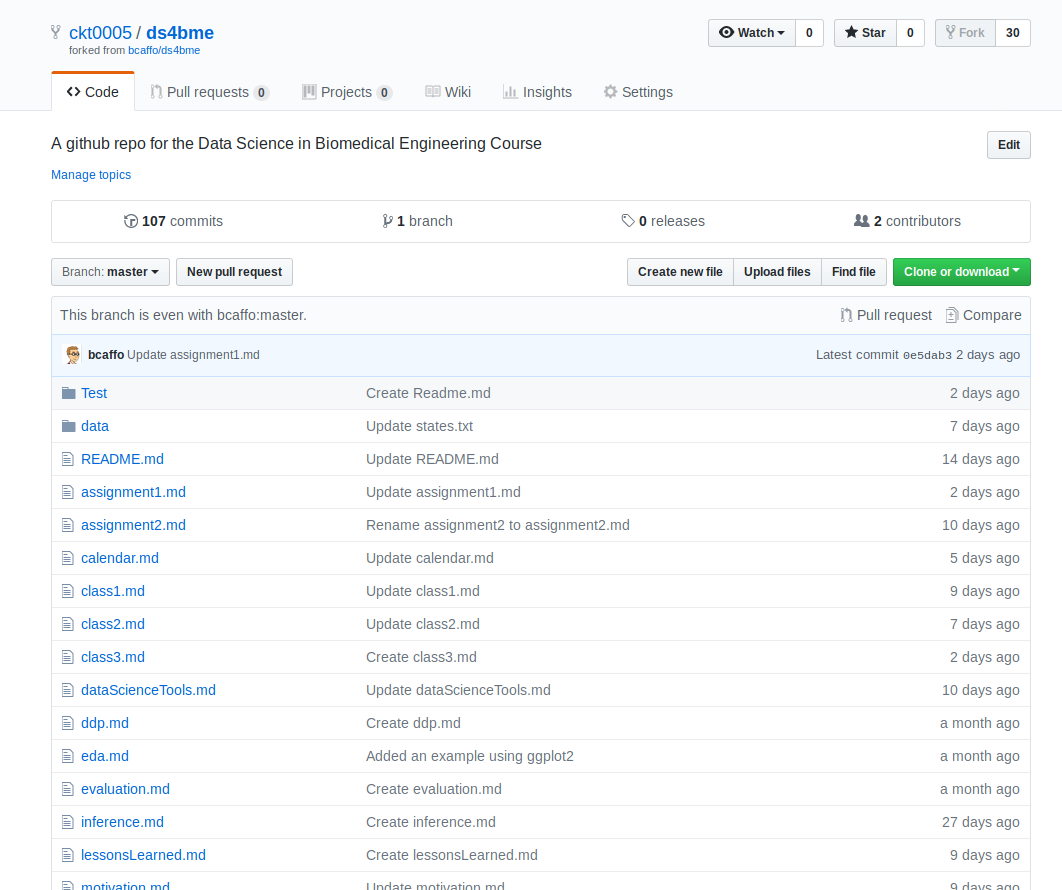 ckt0005 / ds4bme
forked from bcaffo/ds4bme
Watch 0 Star 0 Fork 30
Code Pull requests 0 Projects 0 Wiki Insights Settings
A github repo for the Data Science in Biomedical Engineering Course Edit
Manage topics
107 commits 1 branch 0 releases 2 contributors
Branch: master New pull request Create new file Upload files Find file Clone or download
This branch is even with bcaffo:master. Pull request Compare
bcaffo Update assignment1.md Latest commit 0e5dab3 2 days ago
Test Create Readme.md 2 days ago
data Update states.txt 7 days ago
README.md Update README.md 14 days ago
assignment1.md Update assignment1.md 2 days ago
assignment2.md Rename assignment2 to assignment2.md 10 days ago
calendar.md Update calendar.md 5 days ago
class1.md Update class1.md 9 days ago
class2.md Update class2.md 7 days ago
class3.md Create class3.md 2 days ago
dataScienceTools.md Update dataScienceTools.md 10 days ago
ddp.md Create ddp.md a month ago
eda.md Added an example using ggplot2 a month ago
evaluation.md Create evaluation.md a month ago
inference.md Create inference.md 27 days ago
lessonsLearned.md Create lessonsLearned.md 9 days ago
motivation.md Update motivation.md 9 days ago